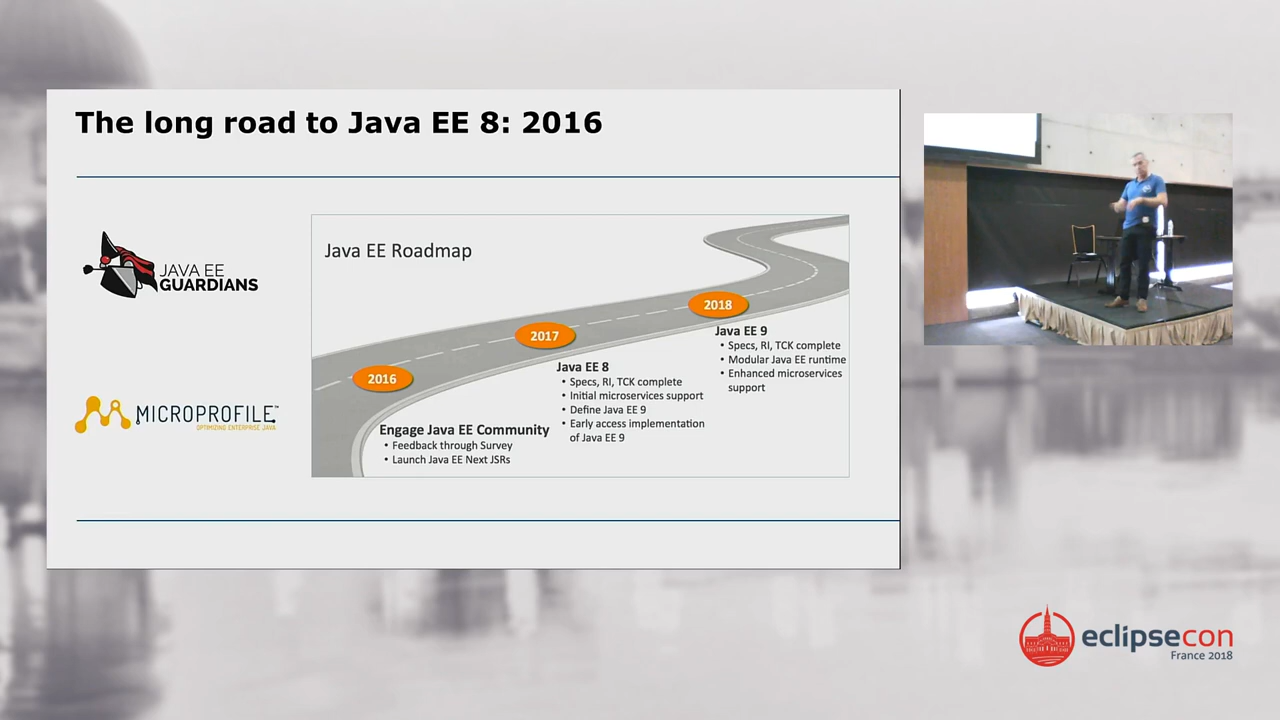 The long road to Java EE 8: 2016
JAVA EE
GUARDIANS
MICROPROFILE™
OPTIMIZING ENTERPRISE JAVA
Java EE Roadmap
2016
Engage Java EE Community
• Feedback through Survey
• Launch Java EE Next JSRs
2017
Java EE 8
• Specs, RI, TCK complete
• Initial microservices support
• Define Java EE 9
• Early access implementation
of Java EE 9
2018
Java EE 9
• Specs, RI, TCK complete
• Modular Java EE runtime
• Enhanced microservices
support
eclipsecon
France 2018